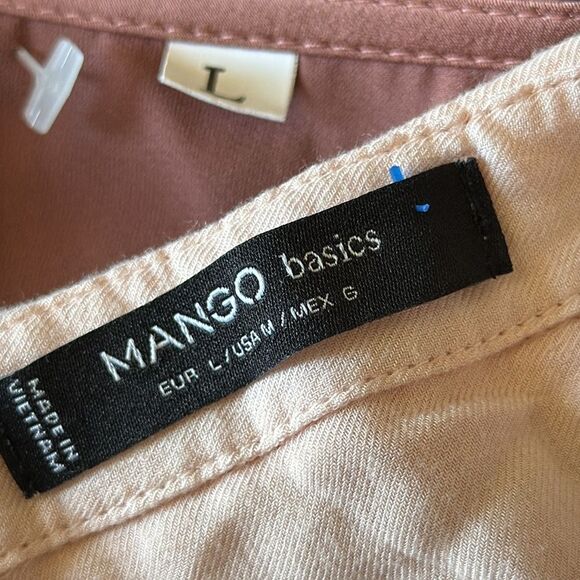 L
MANGO basics
EUR L / USA M / MEX G
MADE IN
VIETNAM